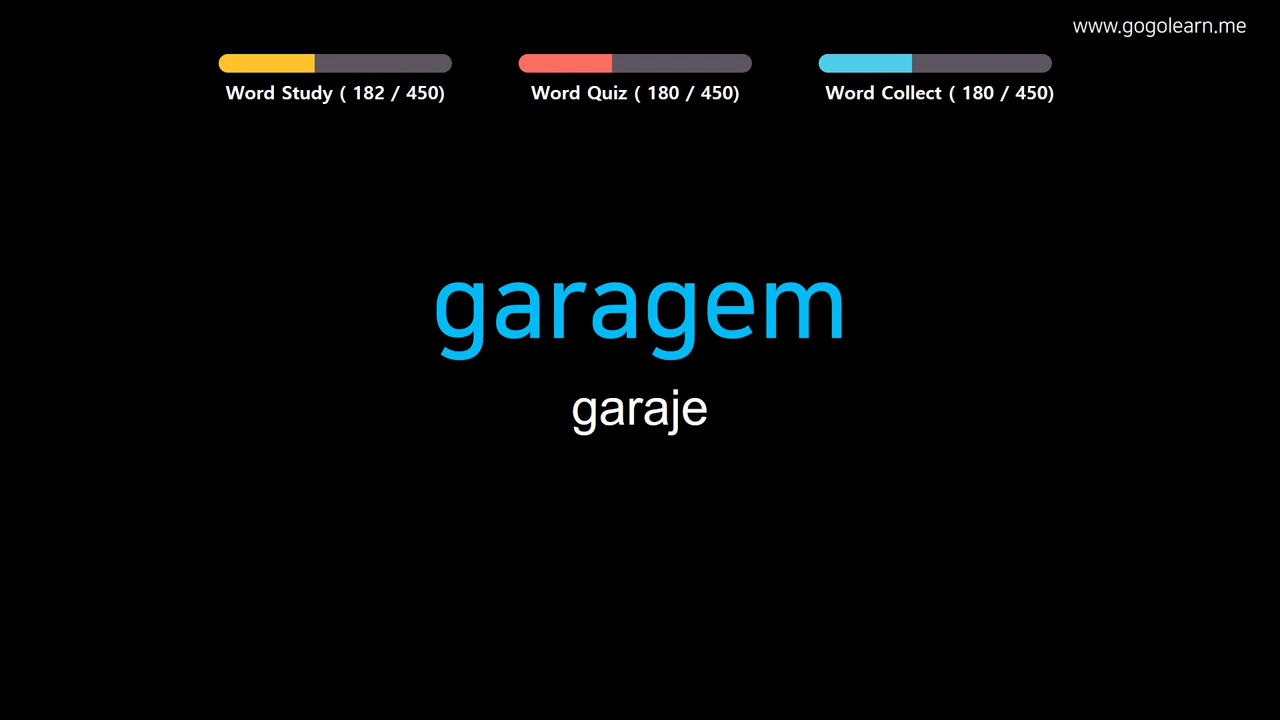 www.gogolearn.me
Word Study ( 182 / 450)
Word Quiz ( 180 / 450)
Word Collect ( 180 / 450)
garagem
garaje